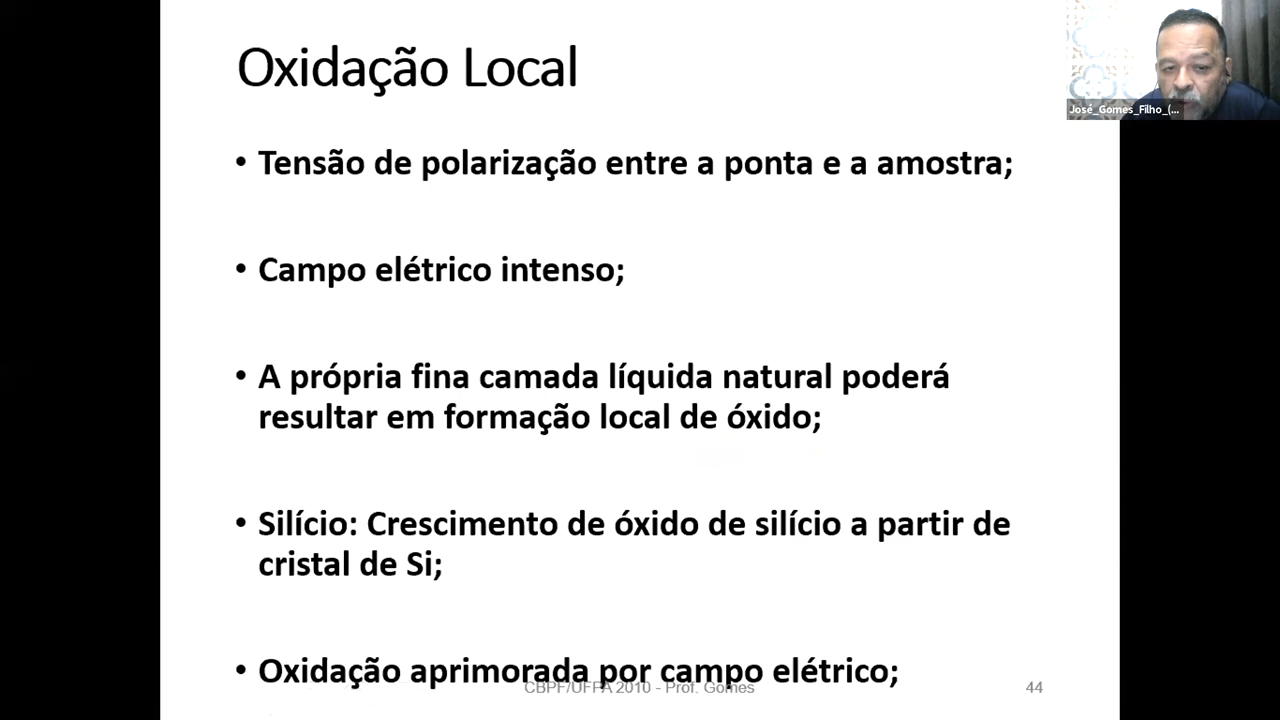 Oxidação Local
José_Gomes_Filho_(...
• Tensão de polarização entre a ponta e a amostra;
• Campo elétrico intenso;
• A própria fina camada líquida natural poderá
resultar em formação local de óxido;
• Silício: Crescimento de óxido de silício a partir de
cristal de Si;
• Oxidação aprimorada por campo elétrico;
CBPF/UFPA 2010 - Prof. Gomes
44